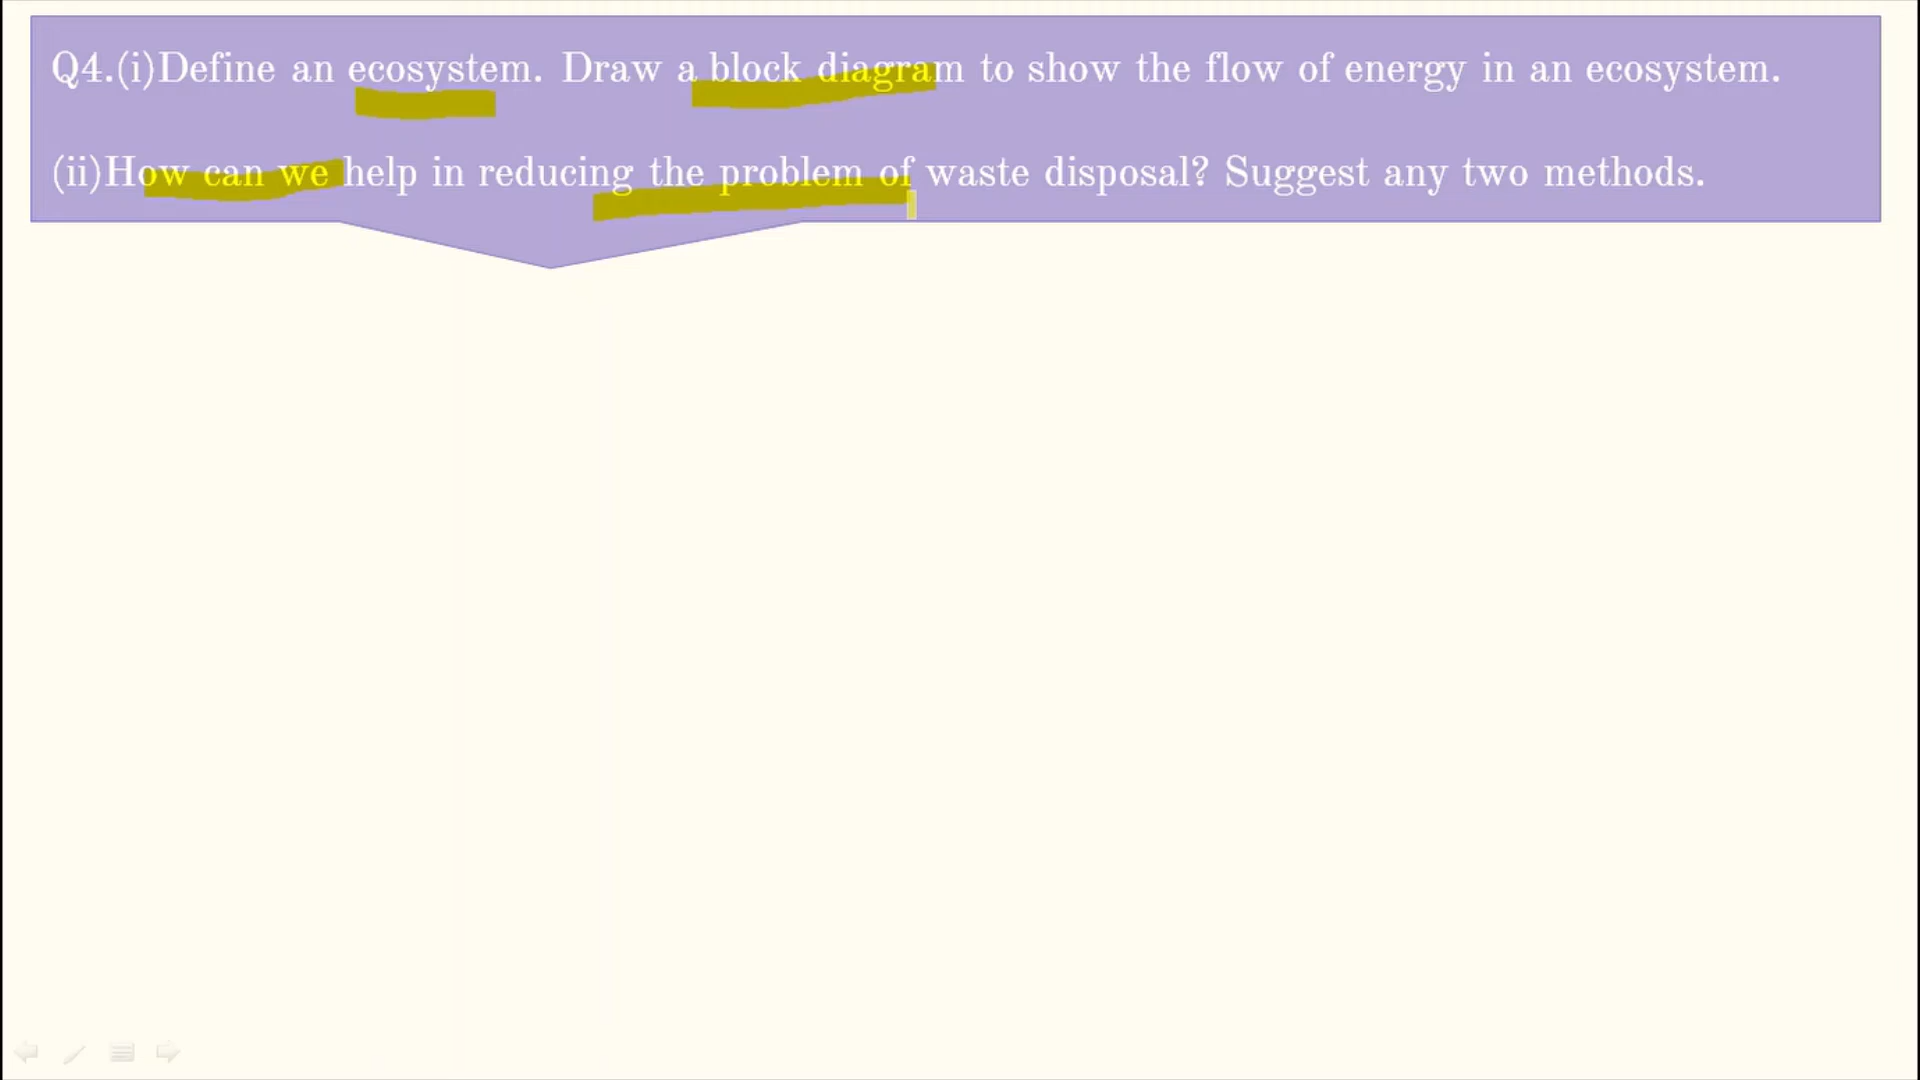 Q4.(i)Define an ecosystem. Draw a block diagram to show the flow of energy in an ecosystem.
(ii)How can we help in reducing the problem of waste disposal? Suggest any two methods.